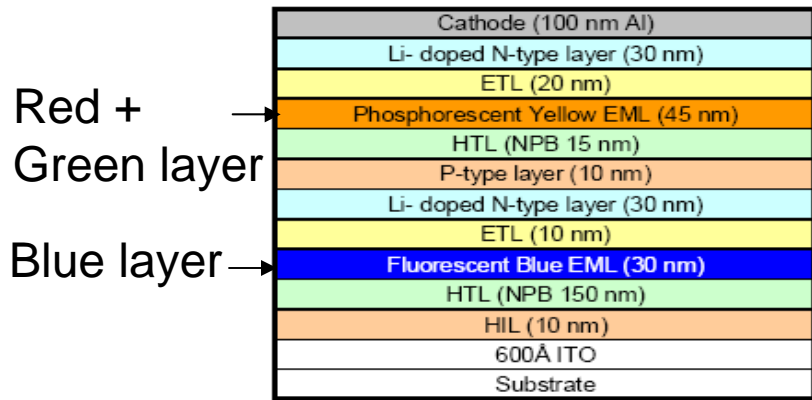 Red +
Green layer
Blue layer
Cathode (100 nm Al)
Li- doped N-type layer (30 nm)
ETL (20 nm)
Phosphorescent Yellow EML (45 nm)
HTL (NPB 15 nm)
P-type layer (10 nm)
Li- doped N-type layer (30 nm)
ETL (10 nm)
Fluorescent Blue EML (30 nm)
HTL (NPB 150 nm)
HIL (10 nm)
600Å ITO
Substrate